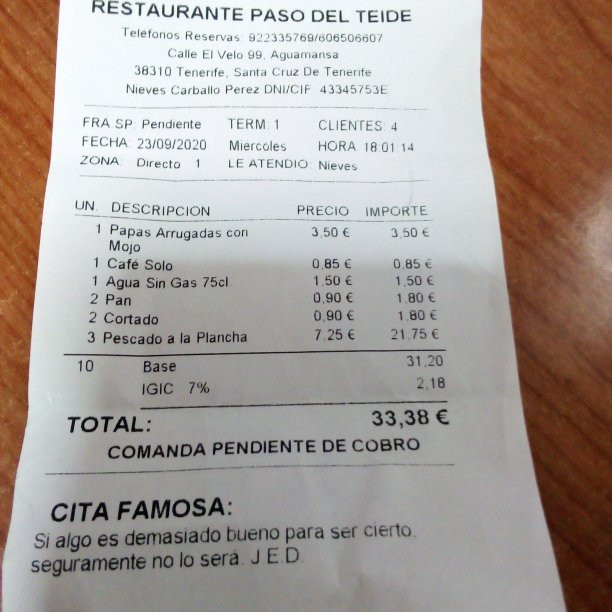 RESTAURANTE PASO DEL TEIDE
Teléfonos Reservas 922335769/606506607
Calle El Velo 99, Aguamansa
38310 Tenerife, Santa Cruz De Tenerife
Nieves Carballo Perez DNI/CIF 43345753E
FRA SP. Pendiente TERM: 1 CLIENTES: 4
FECHA: 23/09/2020 Miercoles HORA 18:01:14
ZONA: Directo 1 LE ATENDIO: Nieves
UN. DESCRIPCION PRECIO IMPORTE
1 Papas Arrugadas con 3,50 € 3,50 €
Mojo
1 Café Solo 0,85 € 0,85 €
1 Agua Sin Gas 75cl 1,50 € 1,50 €
2 Pan 0,90 € 1,80 €
2 Cortado 0,90 € 1,80 €
3 Pescado a la Plancha 7,25 € 21,75 €
10 Base 31,20
IGIC 7% 2,18
TOTAL: 33,38 €
COMANDA PENDIENTE DE COBRO
CITA FAMOSA:
Si algo es demasiado bueno para ser cierto,
seguramente no lo será. J.E.D.